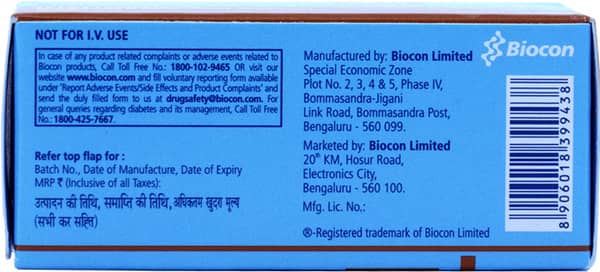 NOT FOR I.V. USE
In case of any product related complaints or adverse events related to
Biocon products, Call Toll Free No.: 1800-102-9465 OR visit our
website www.biocon.com and fill voluntary reporting form available
under 'Report Adverse Events/Side Effects and Product Complaints' and
send the duly filled form to us at drugsafety@biocon.com. For
general queries regarding diabetes and its management, Call Toll Free
No.:1800-425-7667.
Refer top flap for :
Batch No., Date of Manufacture, Date of Expiry
MRP ₹ (Inclusive of all Taxes):
उत्पादन की तिथि, समाप्ति की तिथि, अधिकतम खुदरा मूल्य
(सभी कर सहित)
Manufactured by: Biocon Limited
Special Economic Zone
Plot No. 2, 3, 4 & 5, Phase IV,
Bommasandra-Jigani
Link Road, Bommasandra Post,
Bengaluru - 560 099.
Marketed by: Biocon Limited
20th KM, Hosur Road,
Electronics City,
Bengaluru - 560 100.
Mfg. Lic. No.:
®-Registered trademark of Biocon Limited
Biocon
8 906018 399438